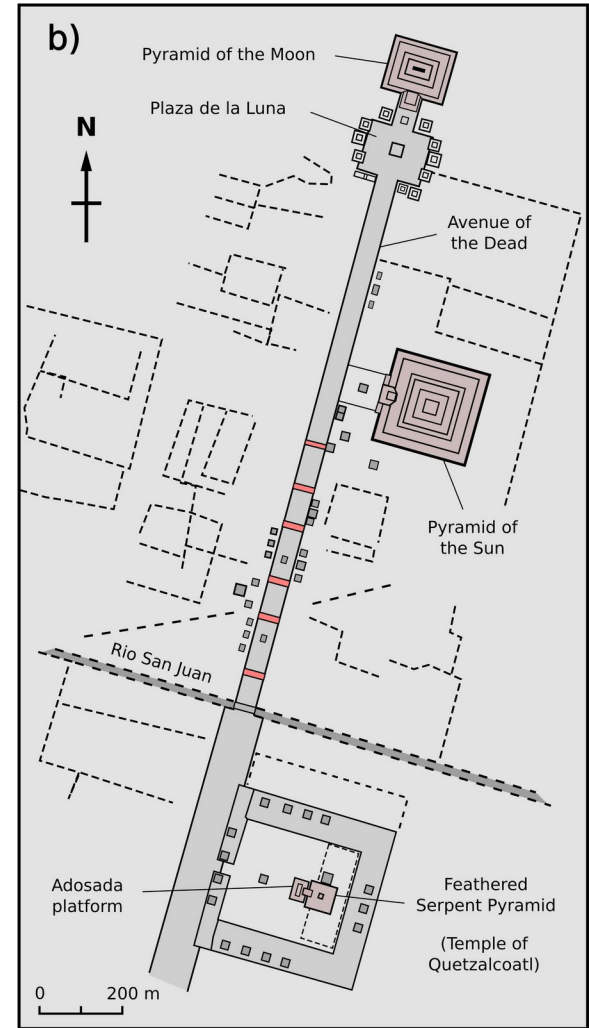 b)
Pyramid of the Moon
Plaza de la Luna
N
Avenue of
the Dead
Pyramid of
the Sun
Rio San Juan
Adosada
platform
Feathered
Serpent Pyramid
(Temple of
Quetzalcoatl)
0 200 m